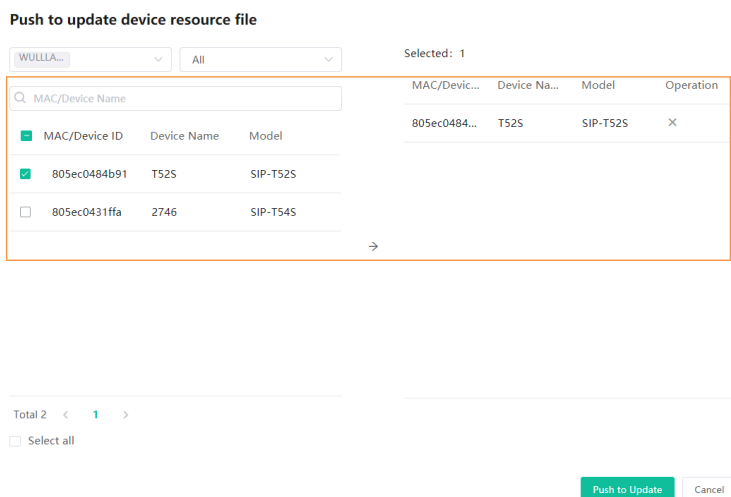 Push to update device resource file
WULLLA...
All
Selected: 1
MAC/Device Name
MAC/Device ID Device Name Model
805ec0484b91 T52S SIP-T52S
805ec0431ffa 2746 SIP-T54S
MAC/Devic... Device Na... Model Operation
805ec0484... T52S SIP-T52S
Total 2 1
Select all
Push to Update Cancel